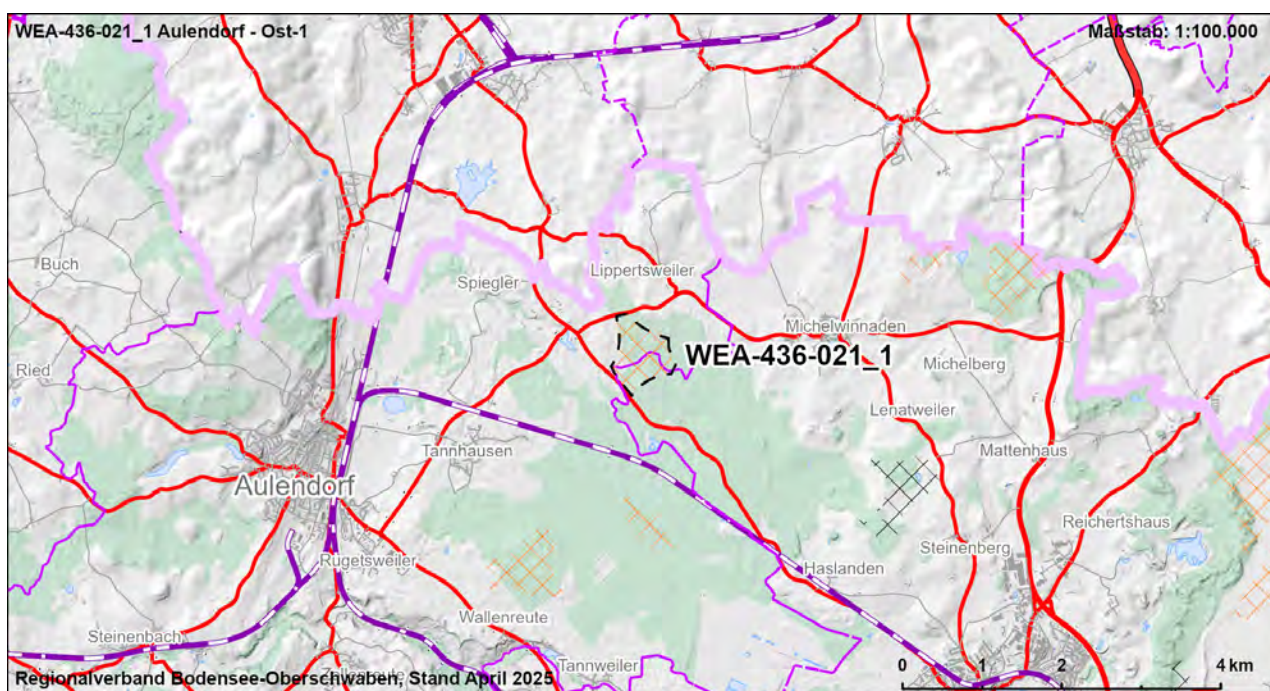 WEA-436-021_1 Aulendorf - Ost-1
Maßstab: 1:100.000
Buch
Spiegler
Lippertsweiler
Michelwinnaden
WEA-436-021_1
Ried
Michelberg
Lenatweiler
Tannhausen
Mattenhaus
Aulendorf
Reichertshaus
Steinenberg
Rugetsweiler
Haslanden
Wallenreute
Steinenbach
Tannweiler
Zollenreute
0 1 2 4 km
Regionalverband Bodensee-Oberschwaben, Stand April 2025